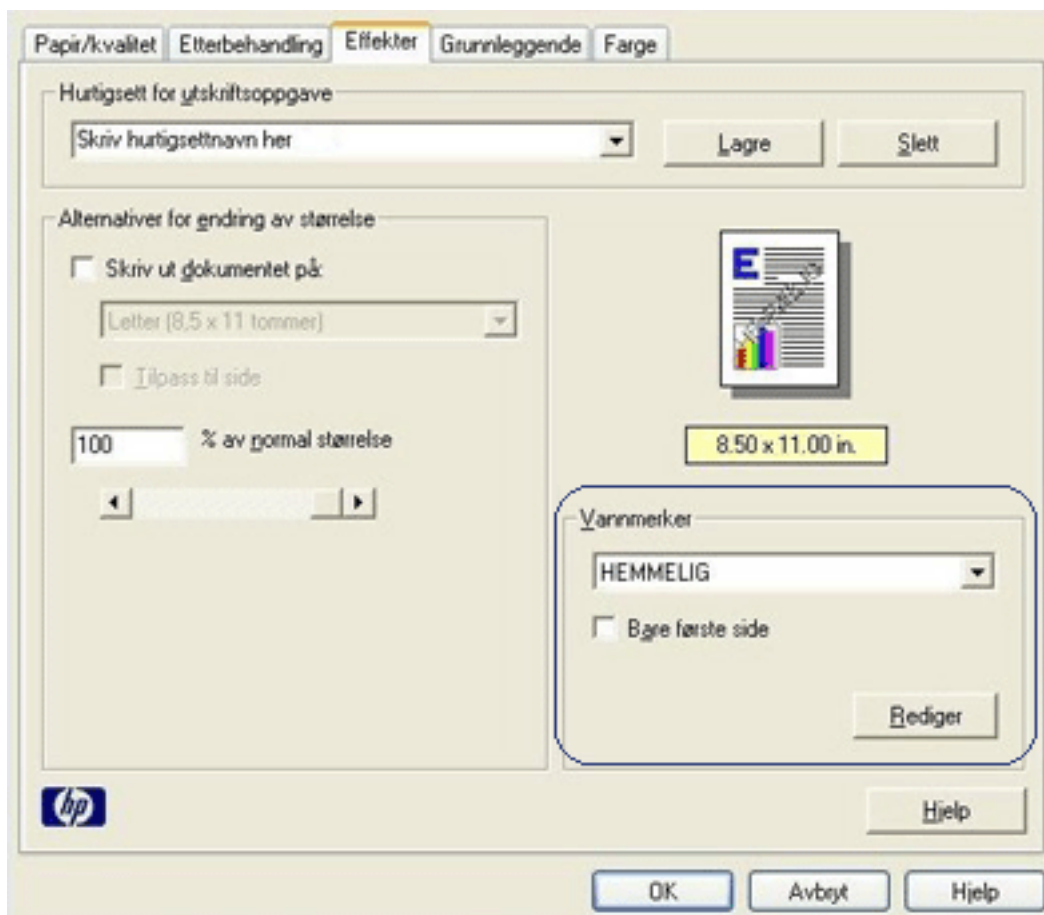 Papir/kvalitet Etterbehandling Effekter Grunnleggende Farge
Hurtigsett for utskriftsoppgave
Skriv hurtigsettnavn her
Lagre
Slett
Alternativer for endring av størrelse
Skriv ut dokumentet på:
Letter (8,5 x 11 tommer)
Tilpass til side
100 % av normal størrelse
E
8.50 x 11.00 in.
Vannmerker
HEMMELIG
Bare første side
Rediger
hp
Hjelp
OK Avbryt Hjelp